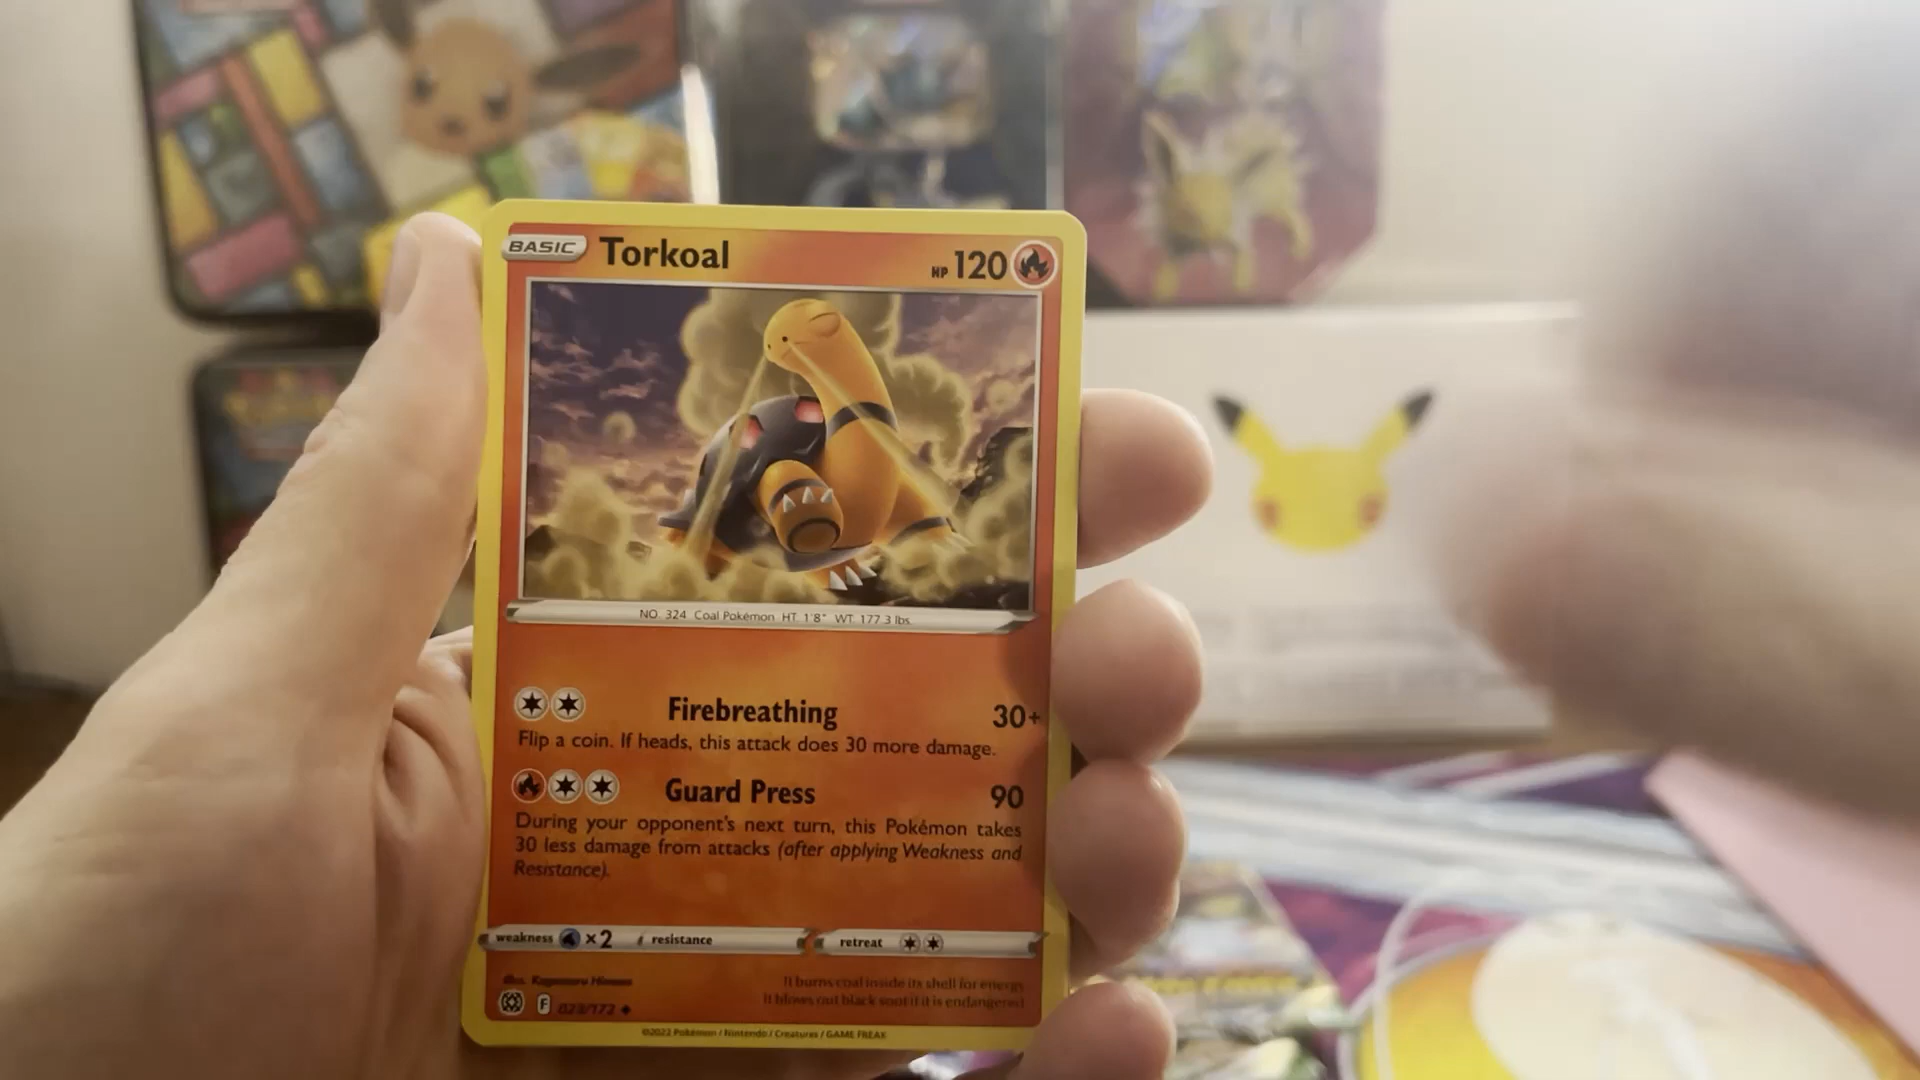 BASIC Torkoal HP 120
NO. 324 Coal Pokémon HT 1'8" WT 177.3 lbs.
Firebreathing 30+
Flip a coin. If heads, this attack does 30 more damage.
Guard Press 90
During your opponent's next turn, this Pokémon takes
30 less damage from attacks (after applying Weakness and
Resistance).
weakness ×2 resistance retreat
It burns coal inside its shell for energy.
It blows out black soot if it is endangered.
F 023/172
©2022 Pokémon / Nintendo / Creatures / GAME FREAK